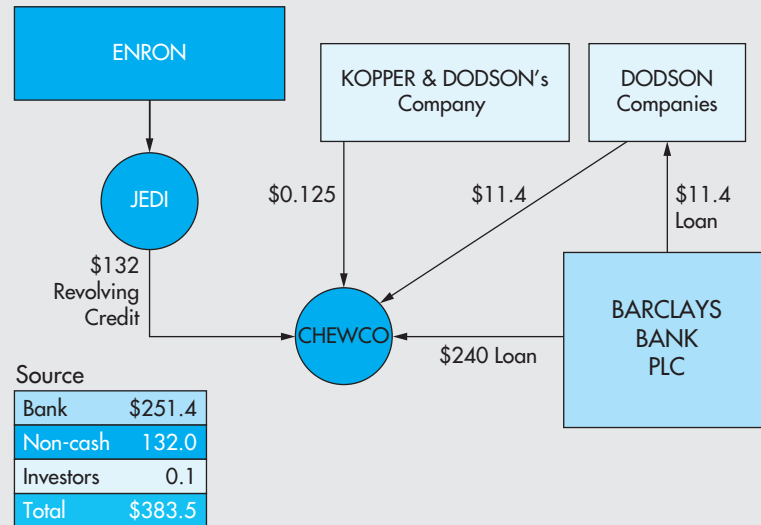 ENRON
KOPPER & DODSON's
Company
DODSON
Companies
JEDI
$0.125
$11.4
$11.4
Loan
$132
Revolving
Credit
CHEWCO
$240 Loan
BARCLAYS
BANK
PLC
Source
Bank $251.4
Non-cash 132.0
Investors 0.1
Total $383.5